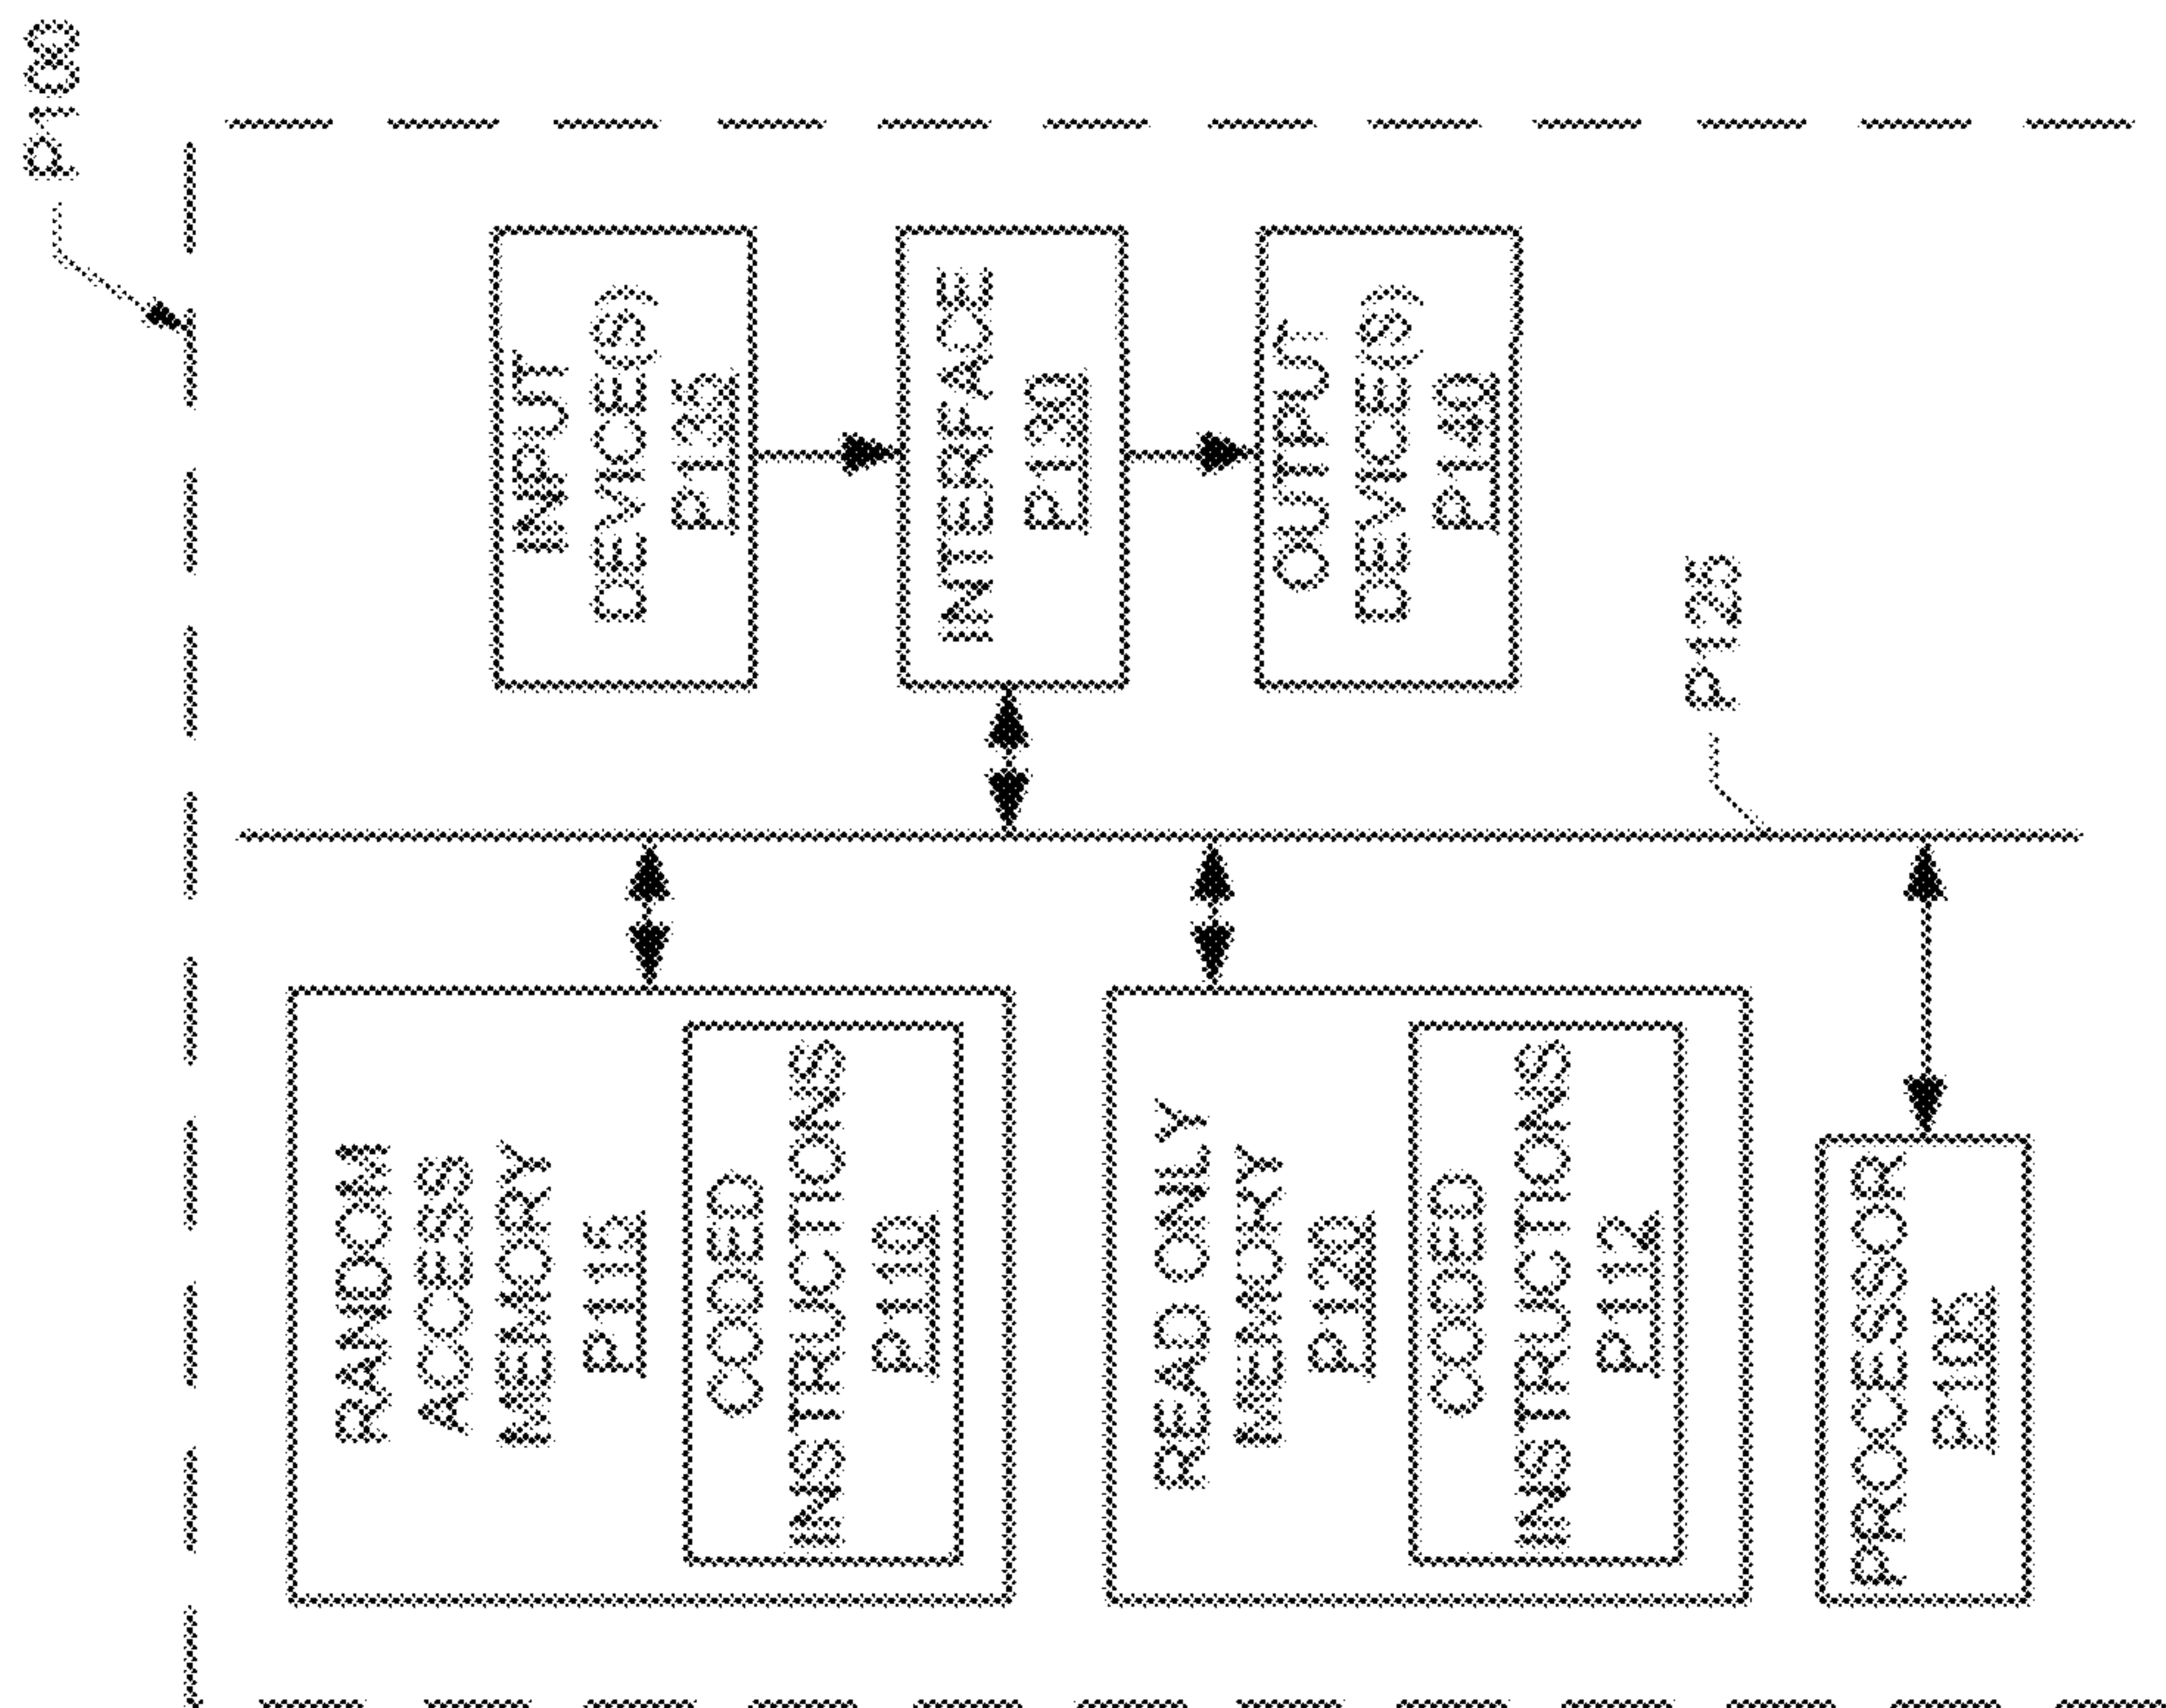 P100
RANDOM
ACCESS
MEMORY
P115
CODED
INSTRUCTIONS
P110
READ ONLY
MEMORY
P120
CODED
INSTRUCTIONS
P112
PROCESSOR
P105
INPUT
DEVICE(S)
P135
INTERFACE
P130
OUTPUT
DEVICE(S)
P140
P125